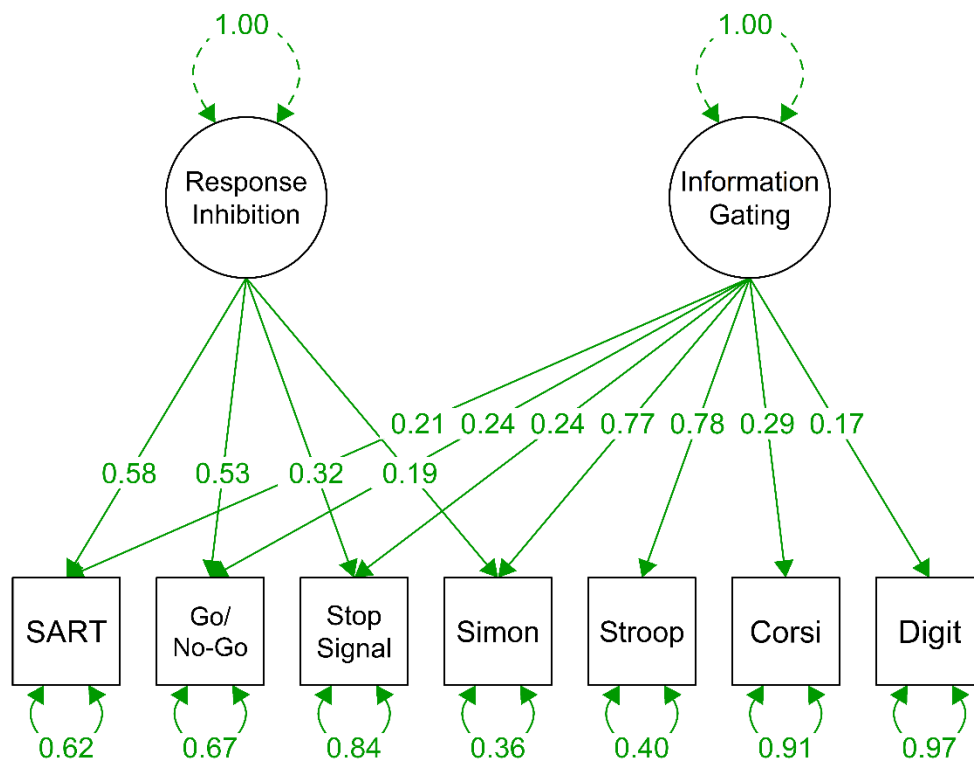 1.00 1.00
Response
Inhibition
Information
Gating
0.21 0.24 0.24 0.77 0.78 0.29 0.17
0.58 0.53 0.32 0.19
SART
Go/
No-Go
Stop
Signal
Simon
Stroop
Corsi
Digit
0.62 0.67 0.84 0.36 0.40 0.91 0.97